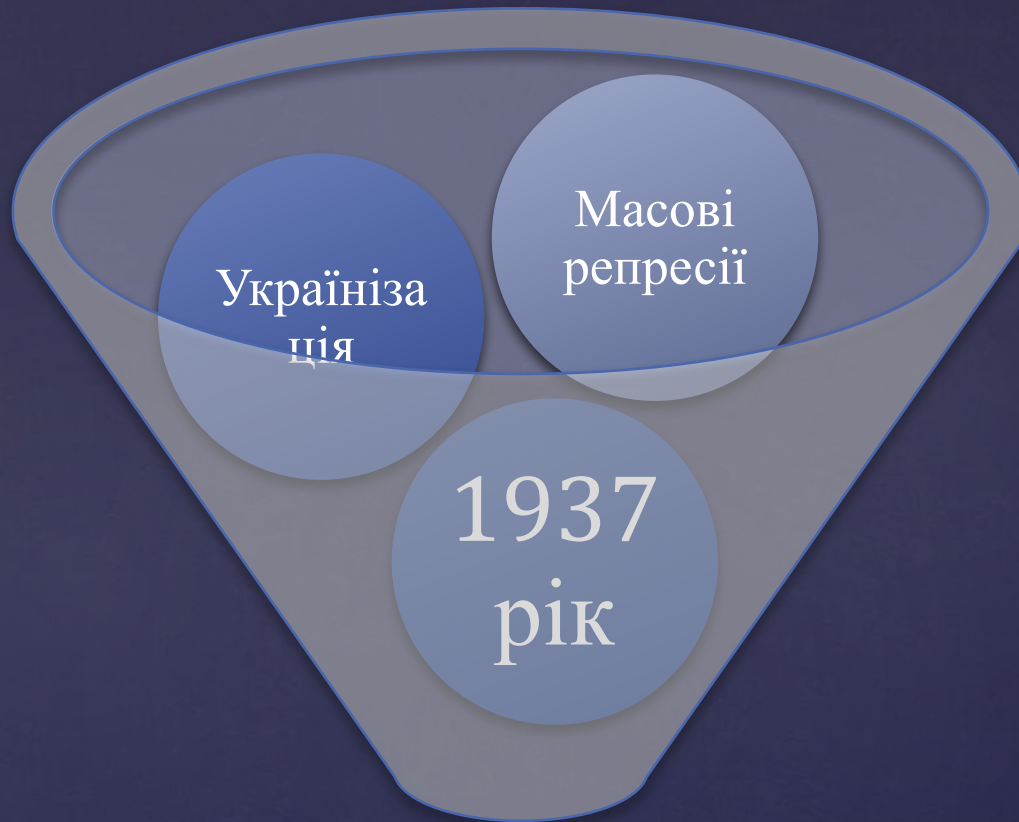 Українiза
ція
Масові
репресії
1937
рік